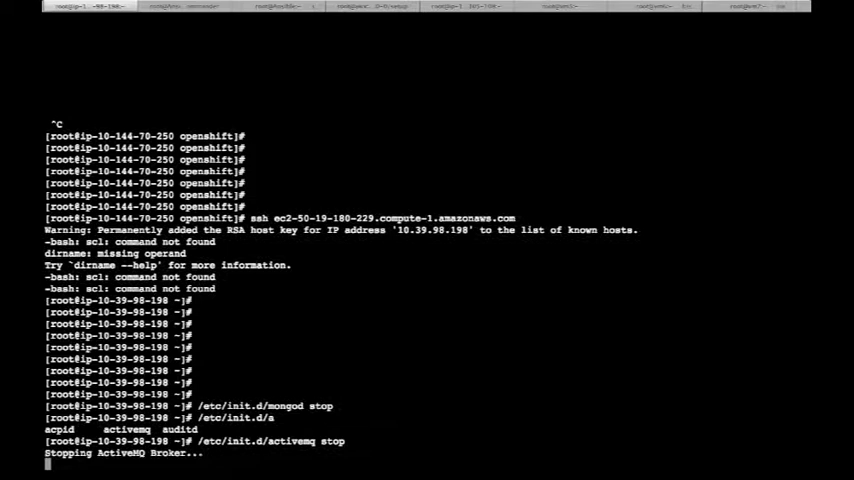 ^C
[root@ip-10-144-70-250 openshift]#
[root@ip-10-144-70-250 openshift]#
[root@ip-10-144-70-250 openshift]#
[root@ip-10-144-70-250 openshift]#
[root@ip-10-144-70-250 openshift]#
[root@ip-10-144-70-250 openshift]#
[root@ip-10-144-70-250 openshift]#
[root@ip-10-144-70-250 openshift]# ssh ec2-50-19-180-229.compute-1.amazonaws.com
Warning: Permanently added the RSA host key for IP address '10.39.98.198' to the list of known hosts.
-bash: scl: command not found
dirname: missing operand
Try `dirname --help' for more information.
-bash: scl: command not found
-bash: scl: command not found
[root@ip-10-39-98-198 ~]#
[root@ip-10-39-98-198 ~]#
[root@ip-10-39-98-198 ~]#
[root@ip-10-39-98-198 ~]#
[root@ip-10-39-98-198 ~]#
[root@ip-10-39-98-198 ~]#
[root@ip-10-39-98-198 ~]#
[root@ip-10-39-98-198 ~]#
[root@ip-10-39-98-198 ~]#
[root@ip-10-39-98-198 ~]# /etc/init.d/mongod stop
[root@ip-10-39-98-198 ~]# /etc/init.d/a
acpid activemq auditd
[root@ip-10-39-98-198 ~]# /etc/init.d/activemq stop
Stopping ActiveMQ Broker...